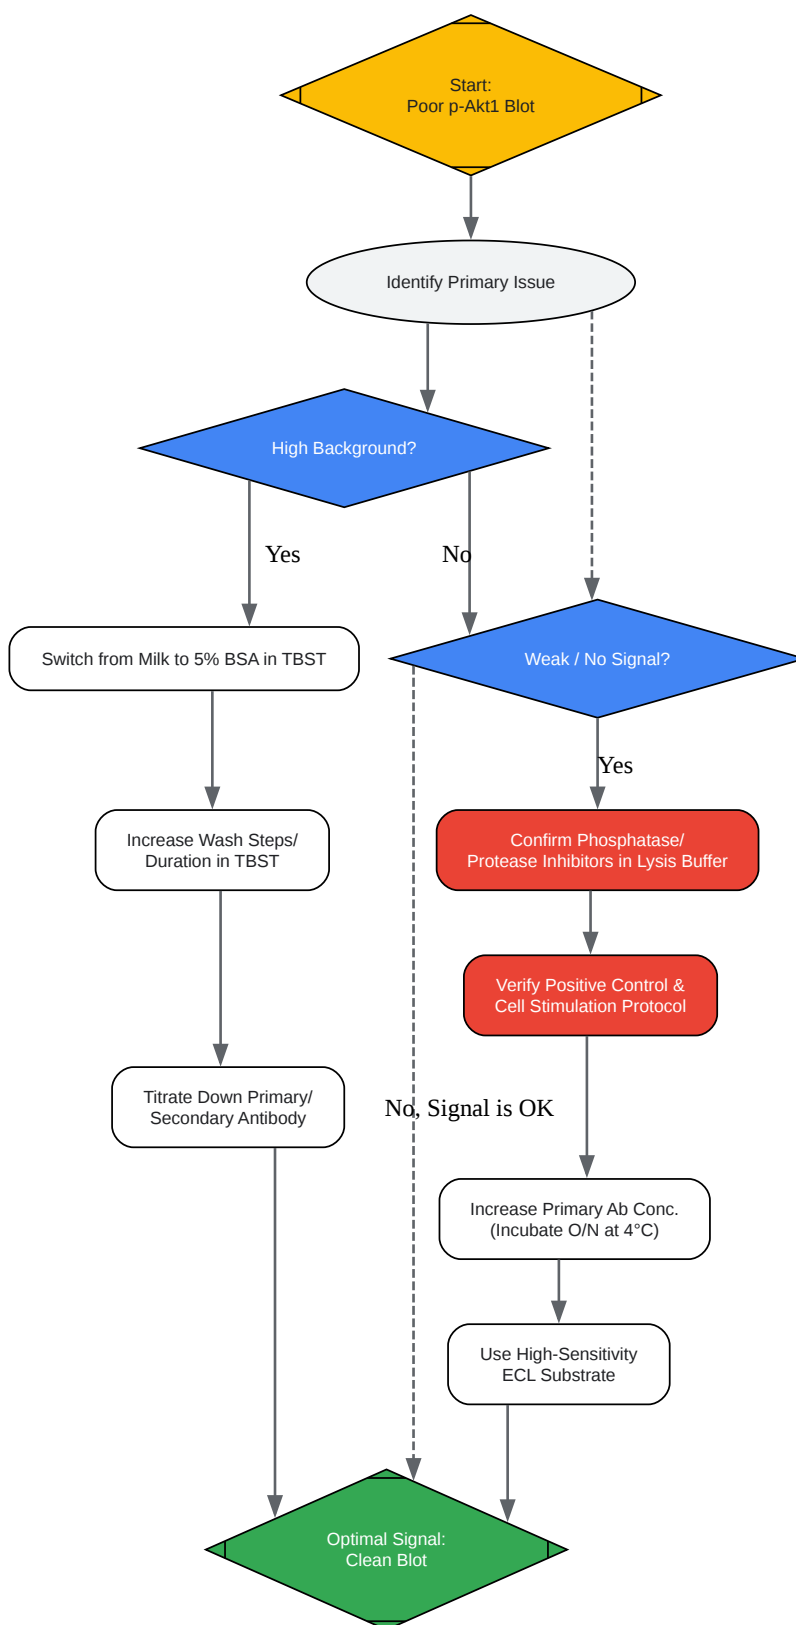 Start:
Poor p-Akt1 Blot
Identify Primary Issue
High Background?
Yes
No
Switch from Milk to 5% BSA in TBST
Weak / No Signal?
Yes
Increase Wash Steps/
Duration in TBST
Confirm Phosphatase/
Protease Inhibitors in Lysis Buffer
Verify Positive Control &
Cell Stimulation Protocol
Titrate Down Primary/
Secondary Antibody
No, Signal is OK
Increase Primary Ab Conc.
(Incubate O/N at 4°C)
Use High-Sensitivity
ECL Substrate
Optimal Signal:
Clean Blot